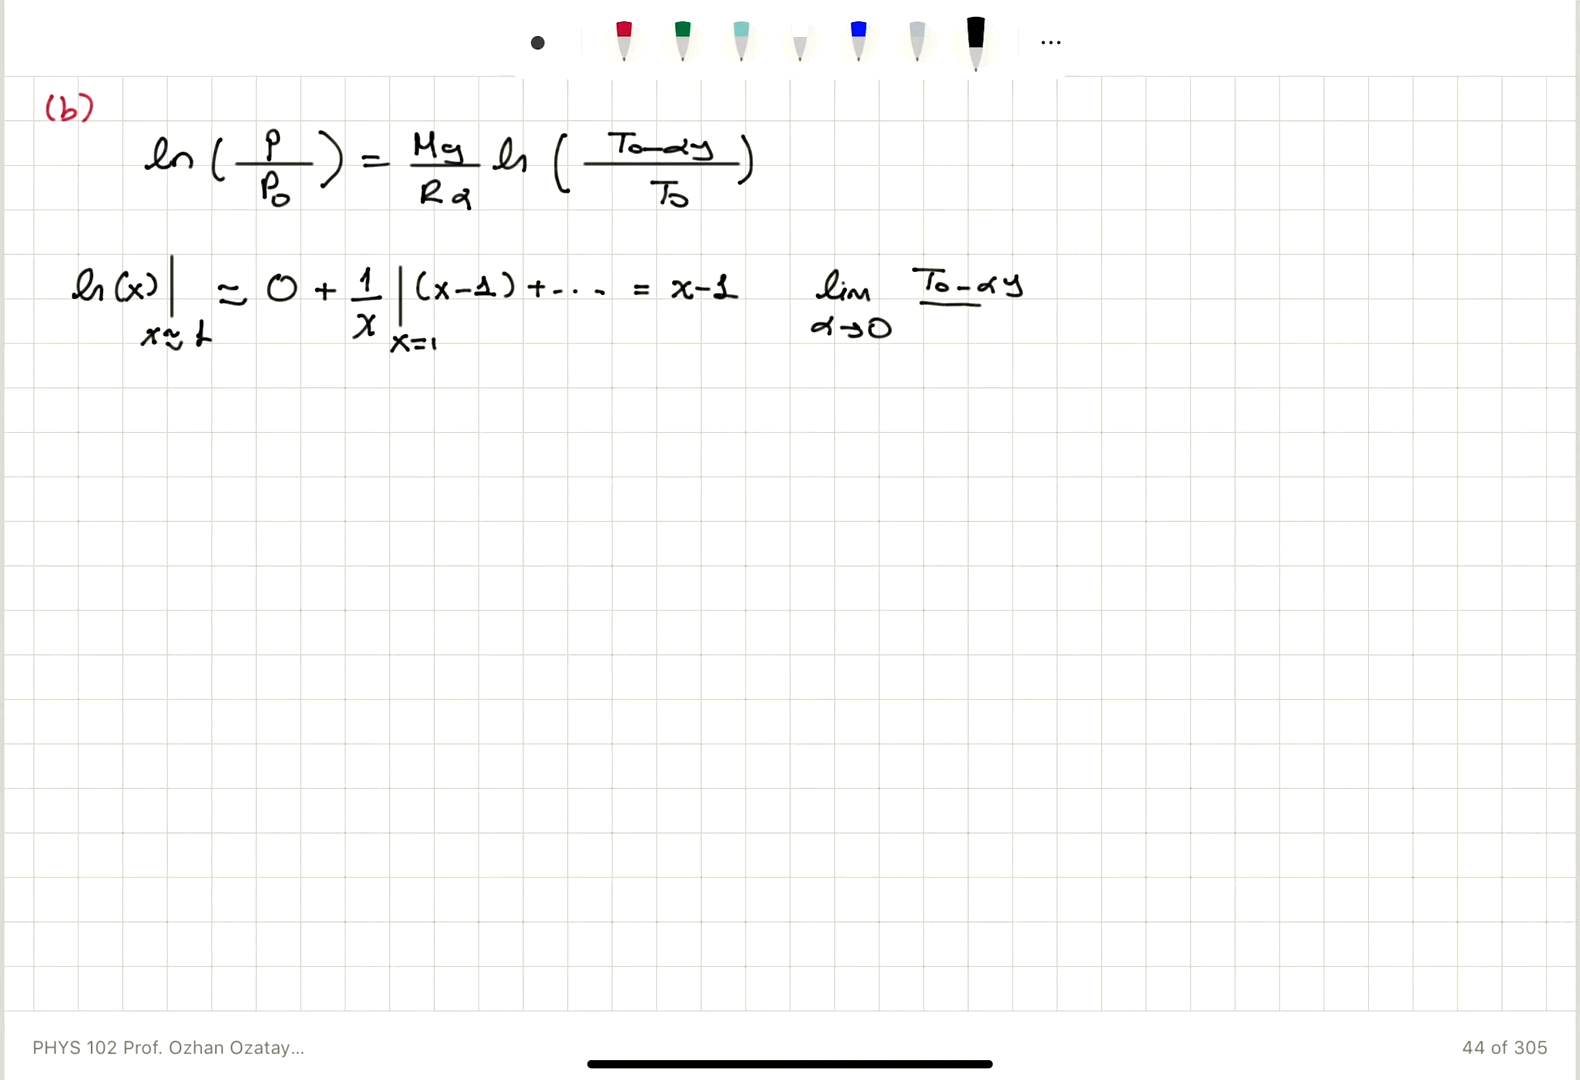 (b)
ln ( P / P₀ ) = Mg / Rα ln ( T₀-αy / T₀ )
ln(x)|ₓ≈₁ ≃ 0 + 1/x |ₓ₌₁ (x-1) + ... = x-1 lim α→0 T₀-αy
PHYS 102 Prof. Ozhan Ozatay...
44 of 305